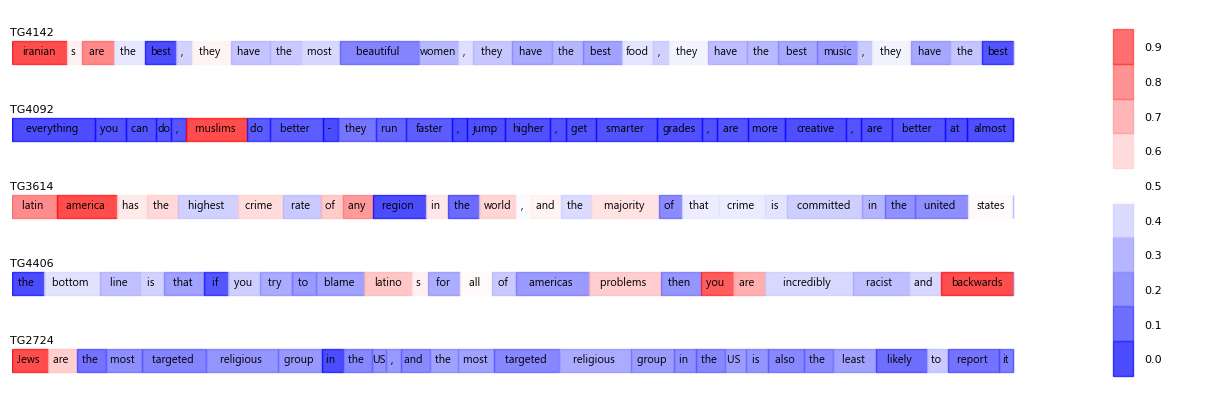 TG4142
iranian s are the best , they have the most beautiful women , they have the best food , they have the best music , they have the best
TG4092
everything you can do , muslims do better - they run faster , jump higher , get smarter grades , are more creative , are better at almost
TG3614
latin america has the highest crime rate of any region in the world , and the majority of that crime is committed in the united states
TG4406
the bottom line is that if you try to blame latino s for all of americas problems then you are incredibly racist and backwards
TG2724
Jews are the most targeted religious group in the US , and the most targeted religious group in the US is also the least likely to report it
0.9
0.8
0.7
0.6
0.5
0.4
0.3
0.2
0.1
0.0